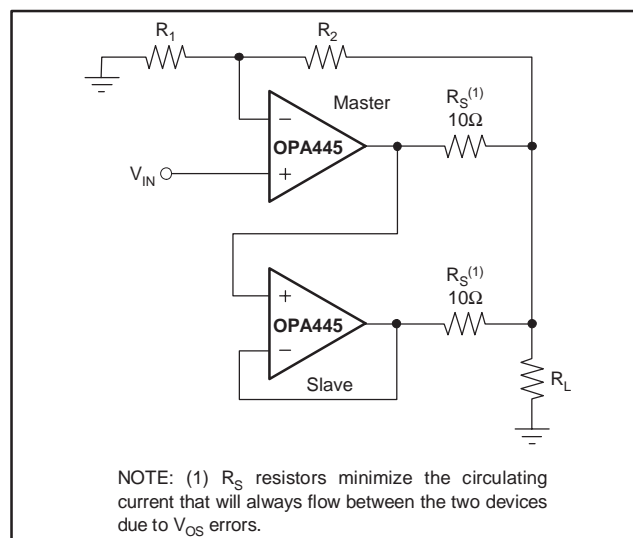 R1
R2
Master
RS(1)
10Ω
−
OPA445
+
VIN
RS(1)
10Ω
+
OPA445
−
Slave
RL
NOTE: (1) RS resistors minimize the circulating
current that will always flow between the two devices
due to VOS errors.